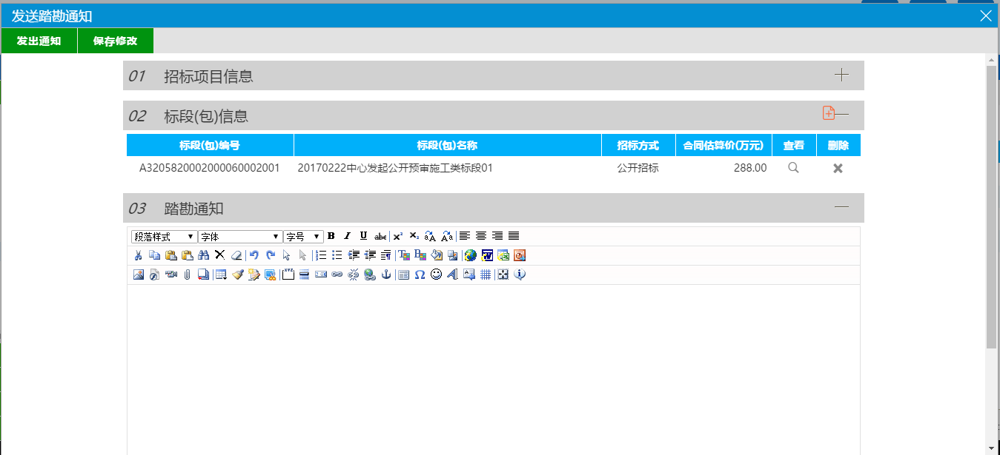 发送踏勘通知
发出通知 保存修改
01 招标项目信息
02 标段(包)信息
标段(包)编号 标段(包)名称 招标方式 合同估算价(万元) 查看 删除
A3205820002000060002001 20170222中心发起公开预审施工类标段01 公开招标 288.00
03 踏勘通知
段落样式 字体 字号 B I U abc